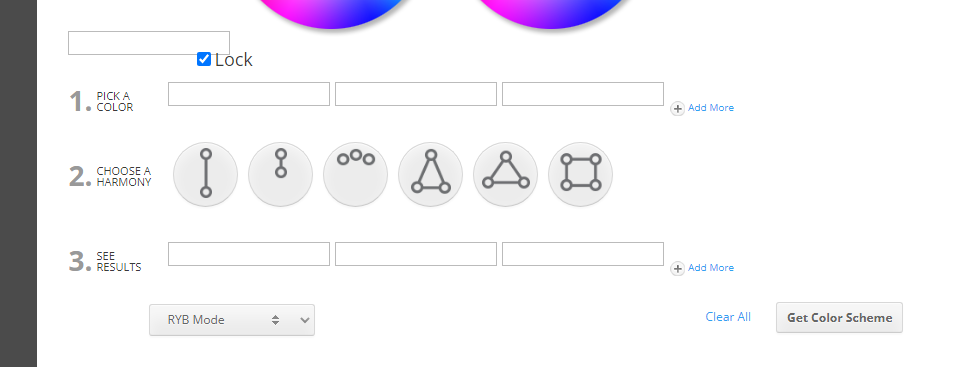 Lock
1. PICK A
COLOR
Add More
2. CHOOSE A
HARMONY
3. SEE
RESULTS
Add More
RYB Mode
Clear All
Get Color Scheme